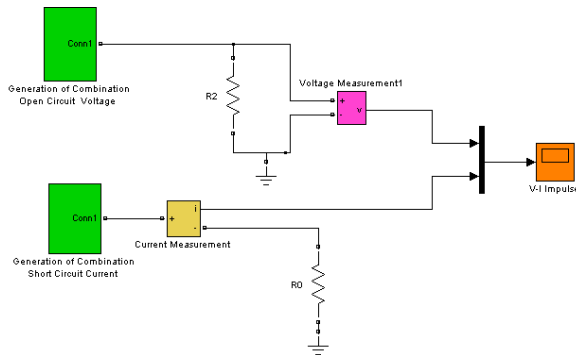 Conn1
Generation of Combination
Open Circuit Voltage
R2
Voltage Measurement1
+
-
v
V-I Impulse
Conn1
Generation of Combination
Short Circuit Current
+
i
-
Current Measurement
R0